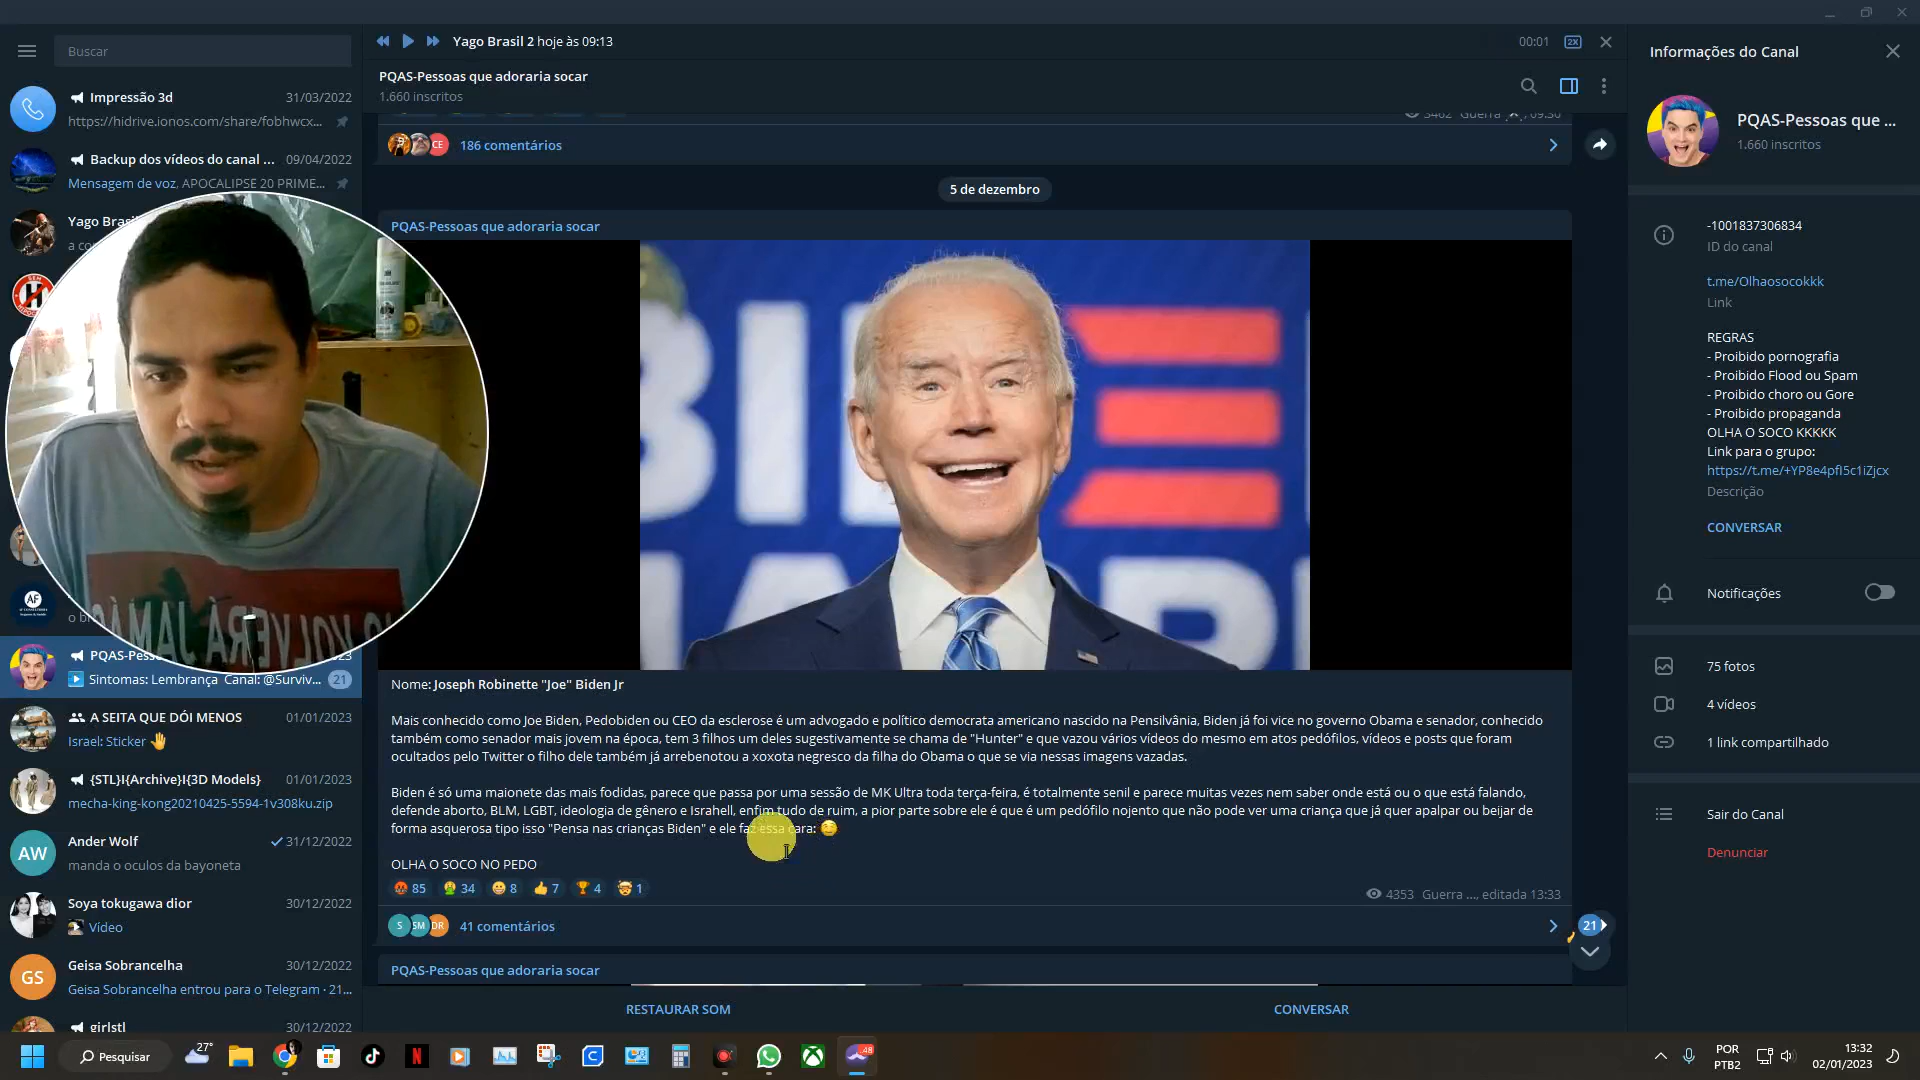 Buscar
Impressão 3d
31/03/2022
https://hidrive.ionos.com/share/fobhwcx...
Backup dos vídeos do canal ...
09/04/2022
Mensagem de voz, APOCALIPSE 20 PRIME...
Yago Brasi
a co
o b
AF
PQAS-Pess
2023
Sintomas: Lembrança Canal: @Surviv...
21
A SEITA QUE DÓI MENOS
01/01/2023
Israel: Sticker
{STL}I{Archive}I{3D Models}
01/01/2023
mecha-king-kong20210425-5594-1v308ku.zip
AW
Ander Wolf
31/12/2022
manda o oculos da bayoneta
Soya tokugawa dior
30/12/2022
Vídeo
GS
Geisa Sobrancelha
30/12/2022
Geisa Sobrancelha entrou para o Telegram · 21...
girlstl
30/12/2022
NO VOLVERÁ JAMÁS
Yago Brasil 2 hoje às 09:13
00:01
2X
PQAS-Pessoas que adoraria socar
1.660 inscritos
3462 Guerra
, 09:30
CE
186 comentários
5 de dezembro
PQAS-Pessoas que adoraria socar
BI
Nome: Joseph Robinette "Joe" Biden Jr
Mais conhecido como Joe Biden, Pedobiden ou CEO da esclerose é um advogado e político democrata americano nascido na Pensilvânia, Biden já foi vice no governo Obama e senador, conhecido
também como senador mais jovem na época, tem 3 filhos um deles sugestivamente se chama de "Hunter" e que vazou vários vídeos do mesmo em atos pedófilos, vídeos e posts que foram
ocultados pelo Twitter o filho dele também já arrebenotou a xoxota negresco da filha do Obama o que se via nessas imagens vazadas.
Biden é só uma maionete das mais fodidas, parece que passa por uma sessão de MK Ultra toda terça-feira, é totalmente senil e parece muitas vezes nem saber onde está ou o que está falando,
defende aborto, BLM, LGBT, ideologia de gênero e Israhell, enfim tudo de ruim, a pior parte sobre ele é que é um pedófilo nojento que não pode ver uma criança que já quer apalpar ou beijar de
forma asquerosa tipo isso "Pensa nas crianças Biden" e ele faz essa cara:
OLHA O SOCO NO PEDO
85
34
8
7
4
1
4353 Guerra ..., editada 13:33
S SM DR
41 comentários
21
PQAS-Pessoas que adoraria socar
RESTAURAR SOM
CONVERSAR
Informações do Canal
PQAS-Pessoas que ...
1.660 inscritos
-1001837306834
ID do canal
t.me/Olhaosocokkk
Link
REGRAS
- Proibido pornografia
- Proibido Flood ou Spam
- Proibido choro ou Gore
- Proibido propaganda
OLHA O SOCO KKKKK
Link para o grupo:
https://t.me/+YP8e4pfI5c1iZjcx
Descrição
CONVERSAR
Notificações
75 fotos
4 vídeos
1 link compartilhado
Sair do Canal
Denunciar
Pesquisar
27°
48
POR
PTB2
13:32
02/01/2023